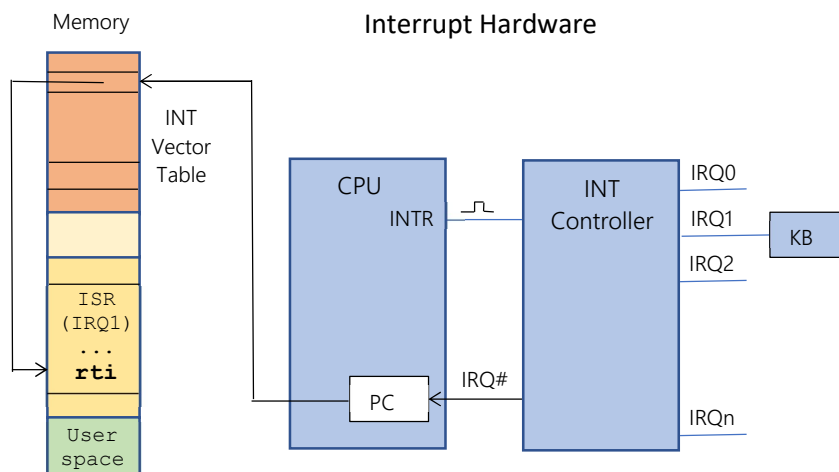 Interrupt Hardware
Memory
INT
Vector
Table
ISR
(IRQ1)
...
rti
User
space
CPU
INTR
PC
IRQ#
INT
Controller
IRQ0
IRQ1
IRQ2
IRQn
KB